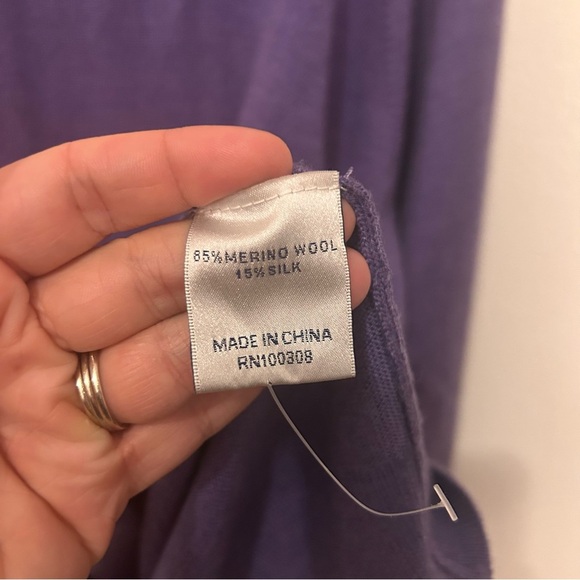 85% MERINO WOOL
15% SILK
MADE IN CHINA
RN100308